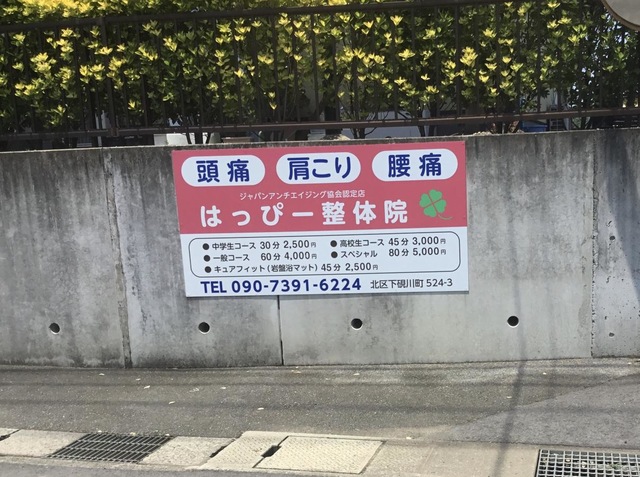 頭痛 肩こり 腰痛
ジャパンアンチエイジング協会認定店
はっぴー整体院
●中学生コース 30分 2,500円 ●高校生コース 45分 3,000円
●一般コース 60分 4,000円 ●スペシャル 80分 5,000円
●キュアフィット(岩盤浴マット) 45分 2,500円
TEL 090-7391-6224 北区下硯川町 524-3